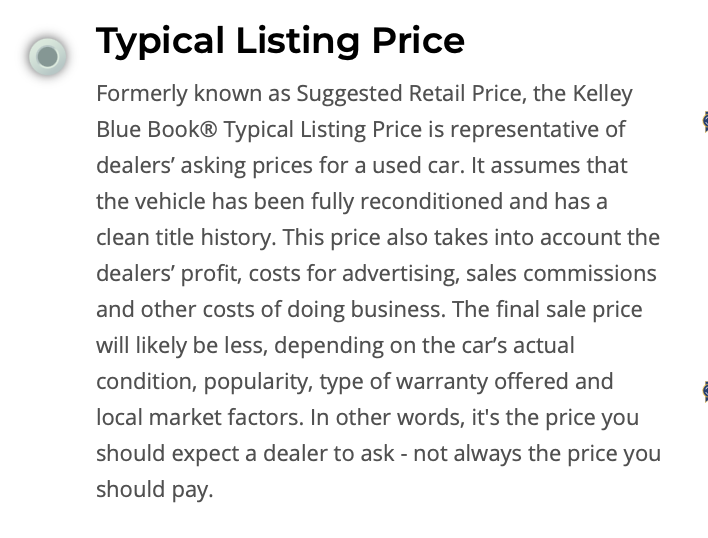 Typical Listing Price
Formerly known as Suggested Retail Price, the Kelley
Blue Book® Typical Listing Price is representative of
dealers’ asking prices for a used car. It assumes that
the vehicle has been fully reconditioned and has a
clean title history. This price also takes into account the
dealers’ profit, costs for advertising, sales commissions
and other costs of doing business. The final sale price
will likely be less, depending on the car’s actual
condition, popularity, type of warranty offered and
local market factors. In other words, it's the price you
should expect a dealer to ask - not always the price you
should pay.